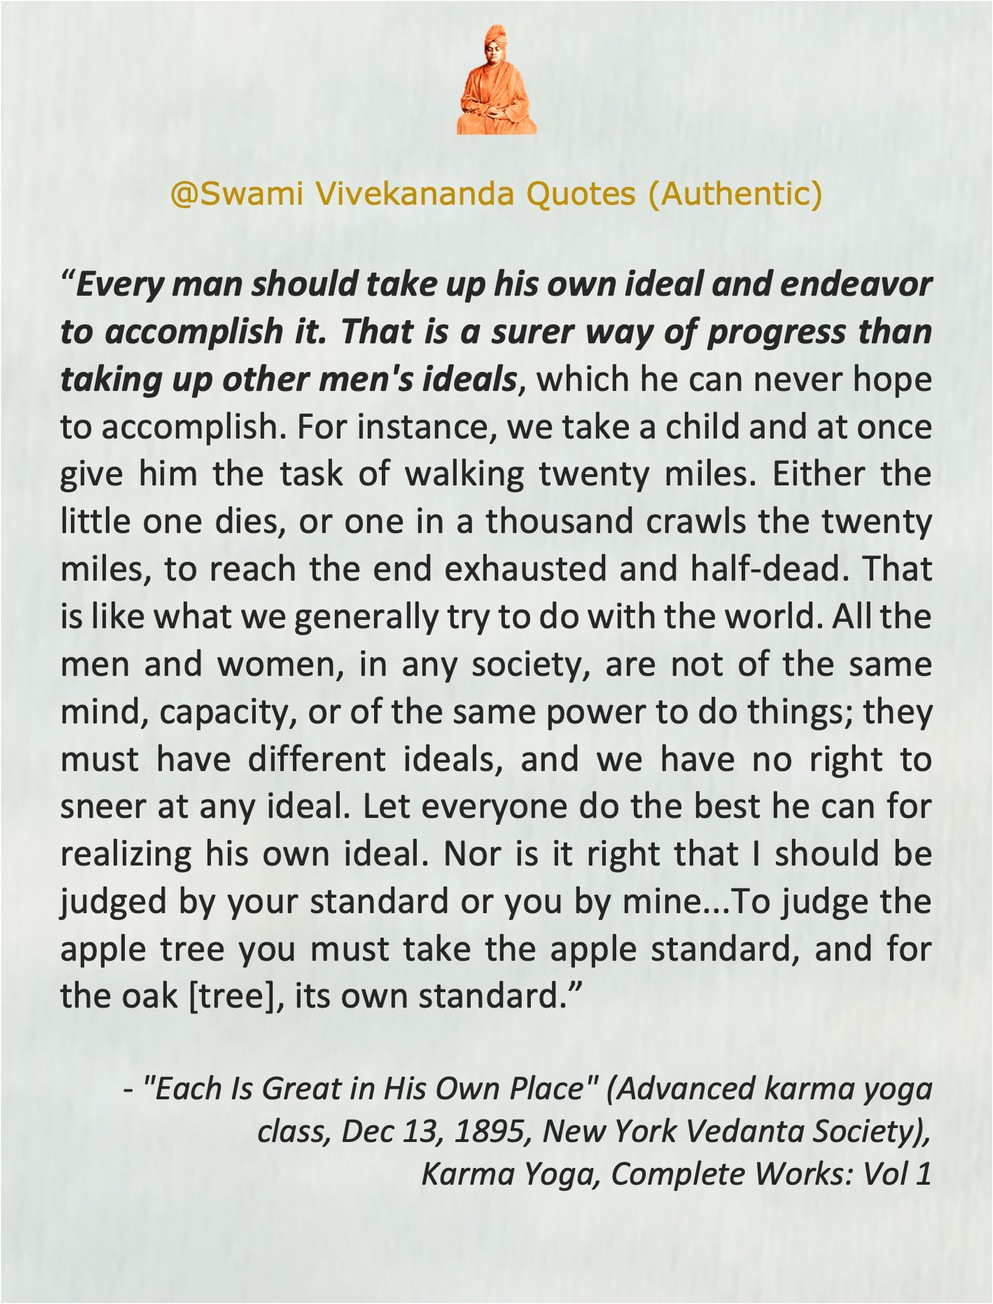 @Swami Vivekananda Quotes (Authentic)
“Every man should take up his own ideal and endeavor
to accomplish it. That is a surer way of progress than
taking up other men's ideals, which he can never hope
to accomplish. For instance, we take a child and at once
give him the task of walking twenty miles. Either the
little one dies, or one in a thousand crawls the twenty
miles, to reach the end exhausted and half-dead. That
is like what we generally try to do with the world. All the
men and women, in any society, are not of the same
mind, capacity, or of the same power to do things; they
must have different ideals, and we have no right to
sneer at any ideal. Let everyone do the best he can for
realizing his own ideal. Nor is it right that I should be
judged by your standard or you by mine...To judge the
apple tree you must take the apple standard, and for
the oak [tree], its own standard.”
- "Each Is Great in His Own Place" (Advanced karma yoga
class, Dec 13, 1895, New York Vedanta Society),
Karma Yoga, Complete Works: Vol 1